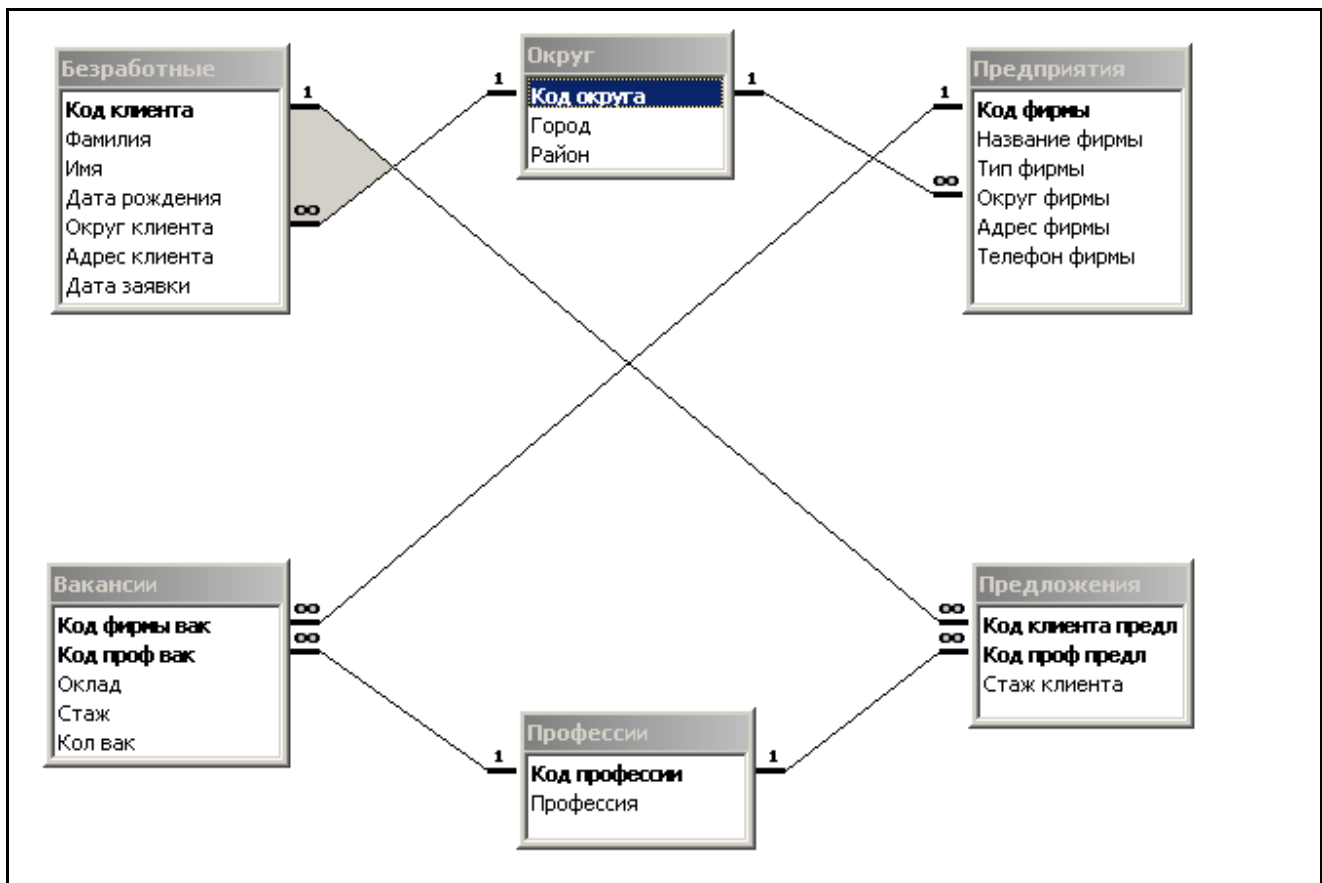 Безработные
Код клиента
Фамилия
Имя
Дата рождения
Округ клиента
Адрес клиента
Дата заявки
1
∞
Округ
Код округа
Город
Район
1
1
Предприятия
Код фирмы
Название фирмы
Тип фирмы
Округ фирмы
Адрес фирмы
Телефон фирмы
1
∞
Вакансии
Код фирмы вак
Код проф вак
Оклад
Стаж
Кол вак
∞
∞
Профессии
Код профессии
Профессия
1
1
Предложения
Код клиента предл
Код проф предл
Стаж клиента
∞
∞